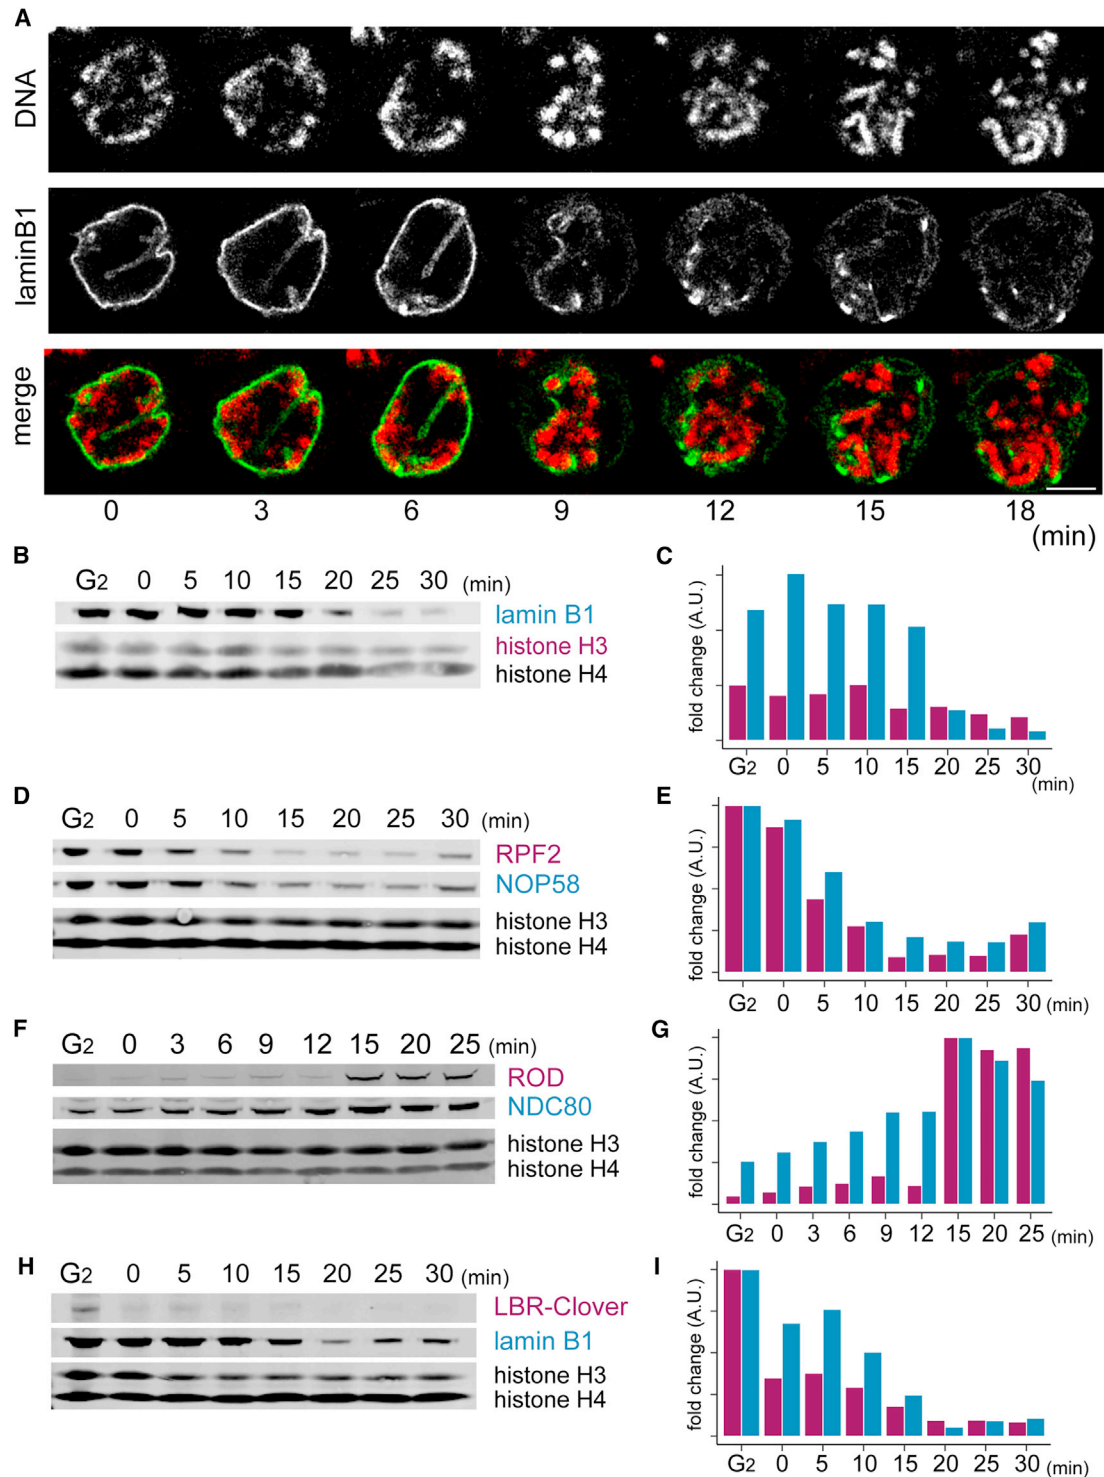 A
DNA
laminB1
merge
0 3 6 9 12 15 18
(min)
B
G2 0 5 10 15 20 25 30 (min)
lamin B1
histone H3
histone H4
C
fold change (A.U.)
G2 0 5 10 15 20 25 30
(min)
D
G2 0 5 10 15 20 25 30 (min)
RPF2
NOP58
histone H3
histone H4
E
fold change (A.U.)
G2 0 5 10 15 20 25 30 (min)
F
G2 0 3 6 9 12 15 20 25 (min)
ROD
NDC80
histone H3
histone H4
G
fold change (A.U.)
G2 0 3 6 9 12 15 20 25 (min)
H
G2 0 5 10 15 20 25 30 (min)
LBR-Clover
lamin B1
histone H3
histone H4
I
fold change (A.U.)
G2 0 5 10 15 20 25 30 (min)